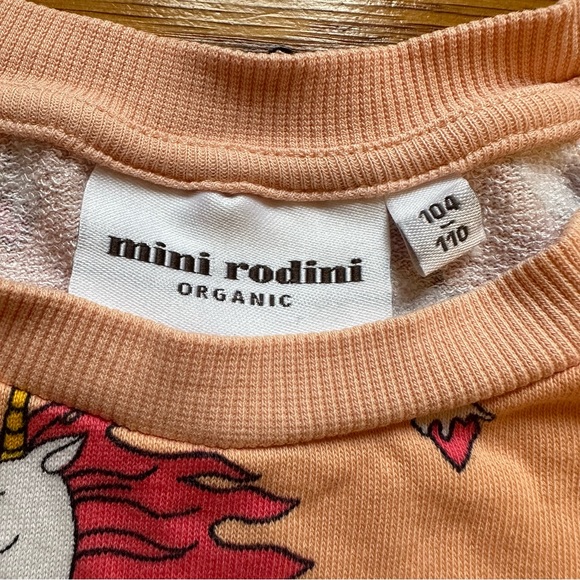 mini rodini
ORGANIC
104
–
110